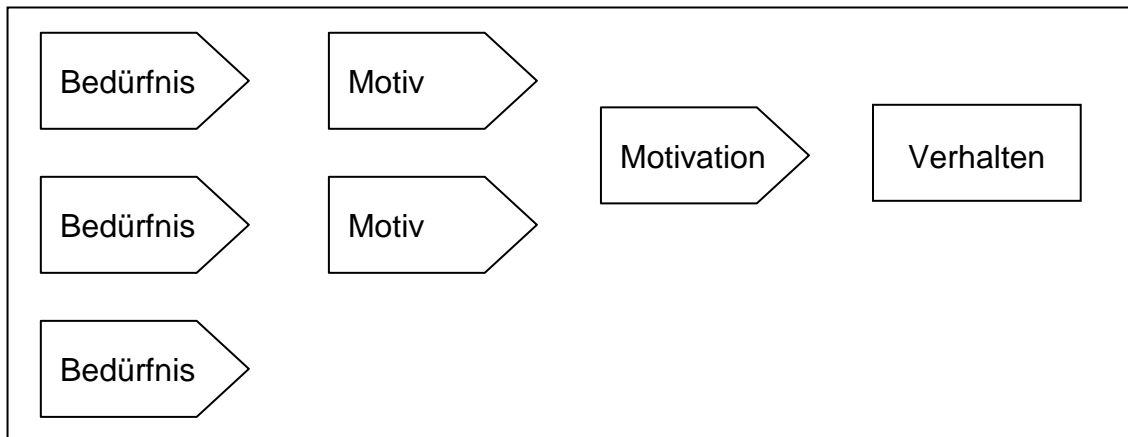 Bedürfnis
Motiv
Motivation
Verhalten
Bedürfnis
Motiv
Bedürfnis